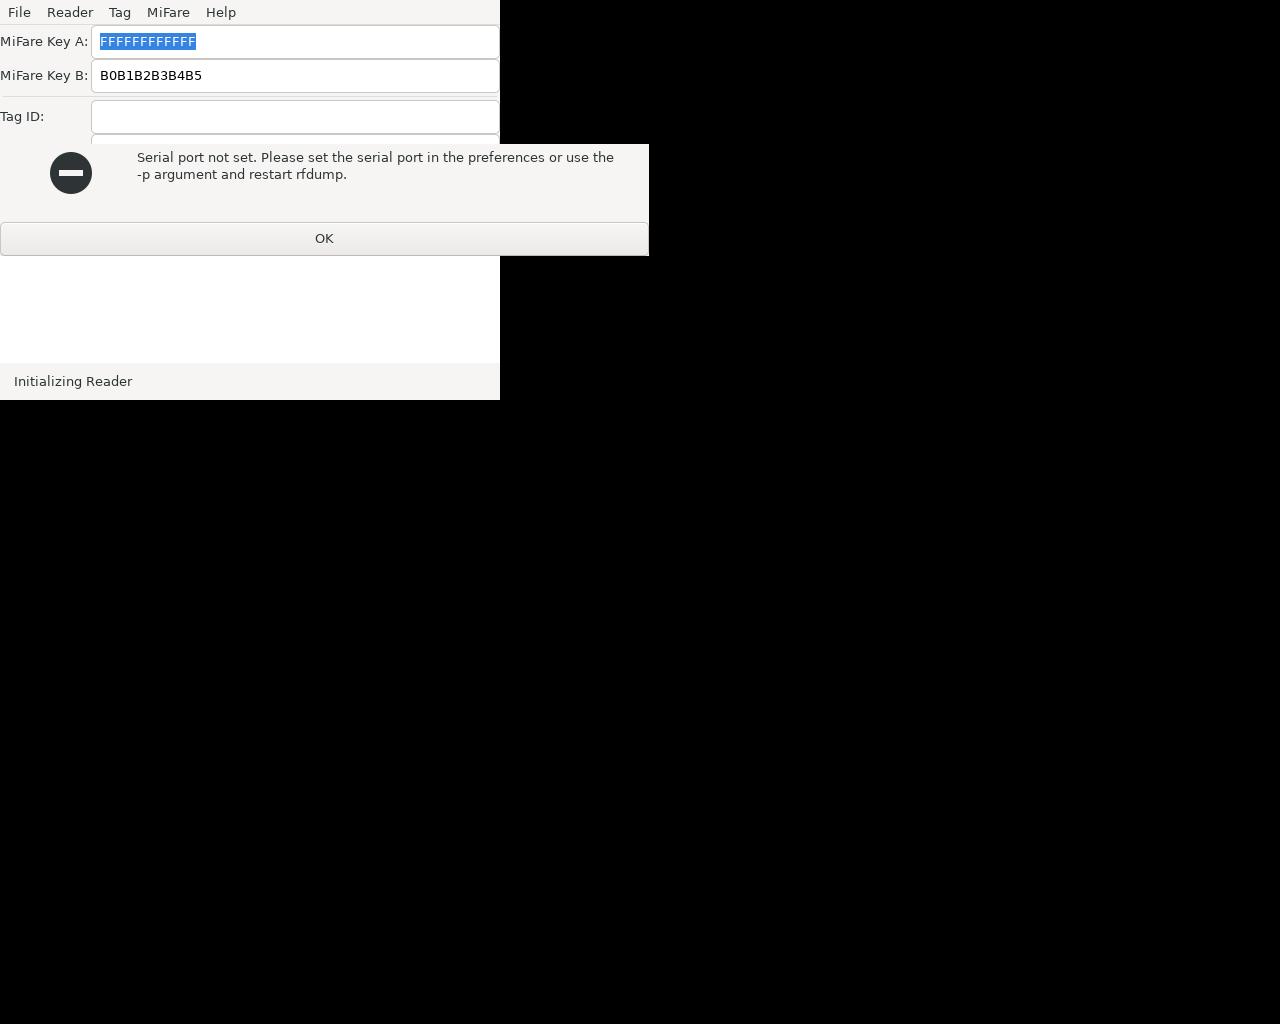 File Reader Tag MiFare Help
MiFare Key A: FFFFFFFFFFFF
MiFare Key B: B0B1B2B3B4B5
Tag ID:
Serial port not set. Please set the serial port in the preferences or use the
-p argument and restart rfdump.
OK
Initializing Reader